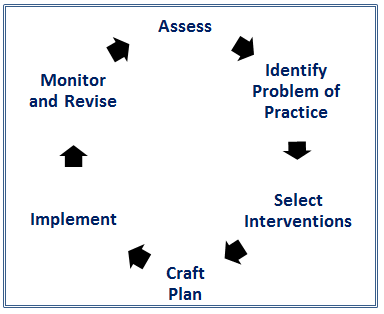 Assess
Identify
Problem of
Practice
Select
Interventions
Craft
Plan
Implement
Monitor
and Revise